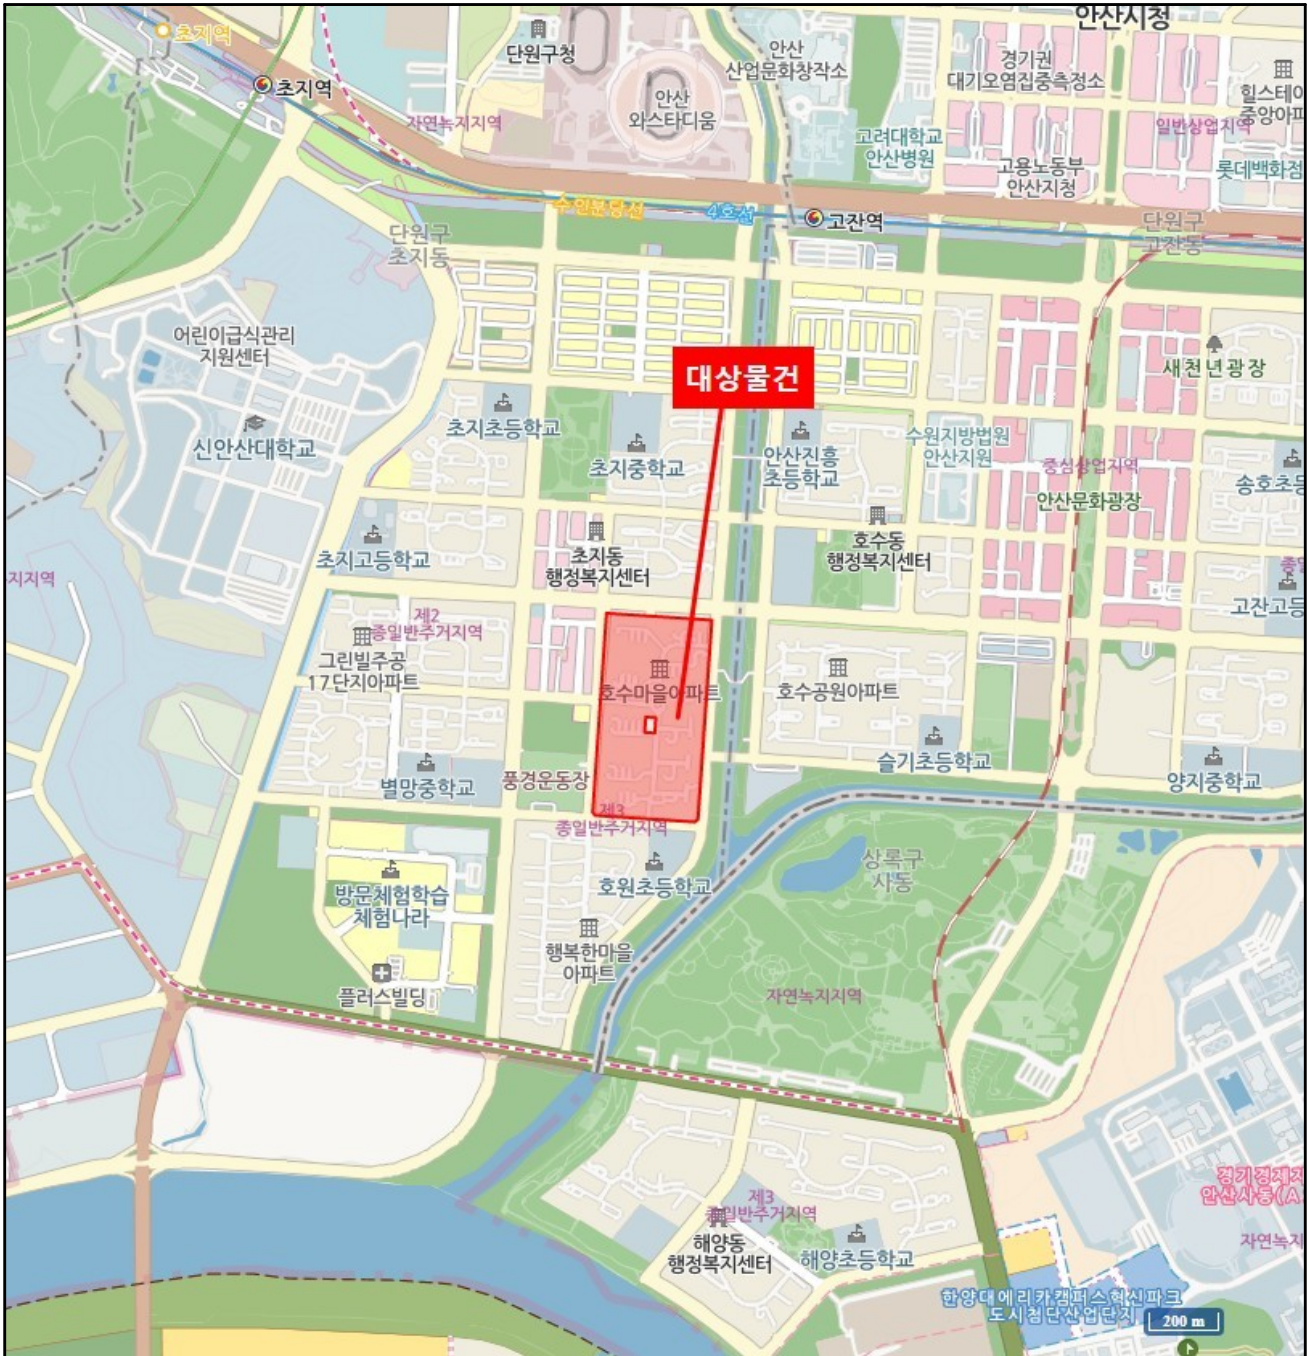 안산시청
초지역
단원구청
안산
산업문화창작소
경기권
대기오염집중측정소
힐스테이
중앙아파
초지역
안산
와스타디움
자연녹지지역
고려대학교
안산병원
일반상업지역
고용노동부
안산지청
롯데백화점
수인분당선
4호선
고잔역
단원구
초지동
단원구
고잔동
어린이급식관리
지원센터
새천년광장
대상물건
신안산대학교
초지초등학교
초지중학교
안산진흥
초등학교
수원지방법원
안산지원
중심상업지역
송호초등
안산문화광장
초지고등학교
초지동
행정복지센터
호수동
행정복지센터
지지역
종일
고잔고등
제2
종일반주거지역
그린빌주공
17단지아파트
호수마을아파트
호수공원아파트
별망중학교
풍경운동장
슬기초등학교
양지중학교
제3
종일반주거지역
호원초등학교
상록구
사동
방문체험학습
체험나라
행복한마을
아파트
플러스빌딩
자연녹지지역
제3
종일반주거지역
해양동
행정복지센터
해양초등학교
경기경제자
안산사동(A
자연녹지
한양대에리카캠퍼스혁신파크
도시첨단산업단지
200 m